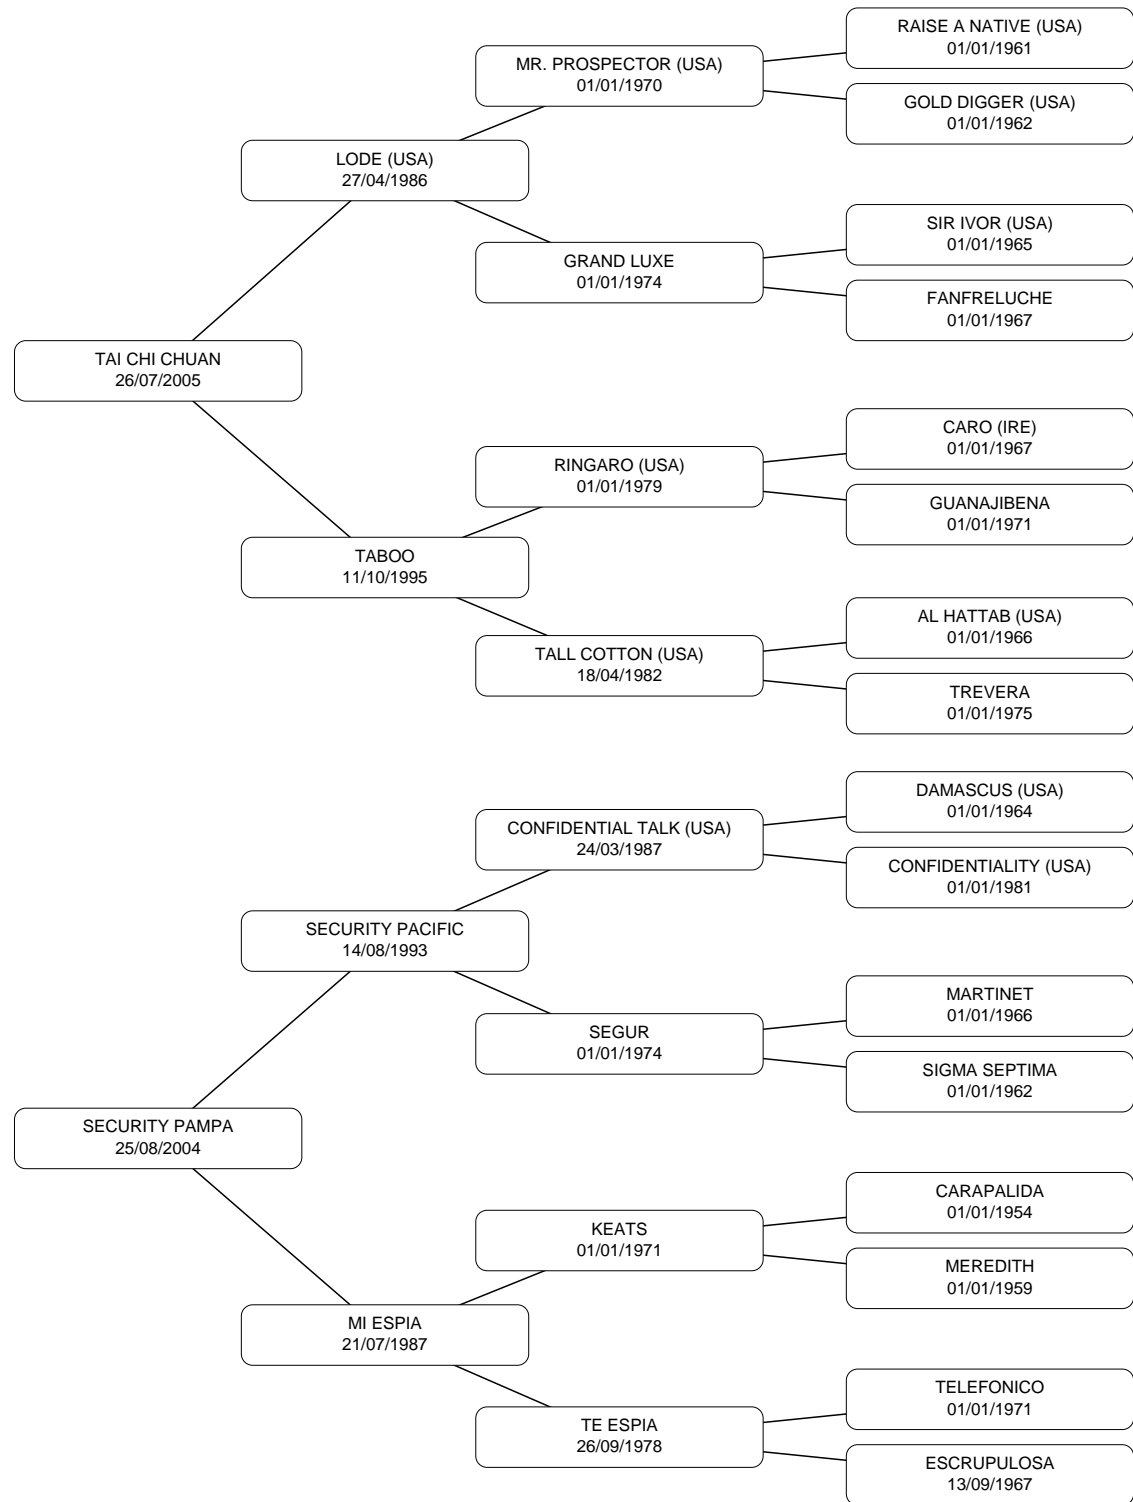 RAISE A NATIVE (USA)
01/01/1961
MR. PROSPECTOR (USA)
01/01/1970
GOLD DIGGER (USA)
01/01/1962
LODE (USA)
27/04/1986
SIR IVOR (USA)
01/01/1965
GRAND LUXE
01/01/1974
FANFRELUCHE
01/01/1967
TAI CHI CHUAN
26/07/2005
CARO (IRE)
01/01/1967
RINGARO (USA)
01/01/1979
GUANAJIBENA
01/01/1971
TABOO
11/10/1995
AL HATTAB (USA)
01/01/1966
TALL COTTON (USA)
18/04/1982
TREVERA
01/01/1975
DAMASCUS (USA)
01/01/1964
CONFIDENTIAL TALK (USA)
24/03/1987
CONFIDENTIALITY (USA)
01/01/1981
SECURITY PACIFIC
14/08/1993
MARTINET
01/01/1966
SEGUR
01/01/1974
SIGMA SEPTIMA
01/01/1962
SECURITY PAMPA
25/08/2004
CARAPALIDA
01/01/1954
KEATS
01/01/1971
MEREDITH
01/01/1959
MI ESPIA
21/07/1987
TELEFONICO
01/01/1971
TE ESPIA
26/09/1978
ESCRUPULOSA
13/09/1967